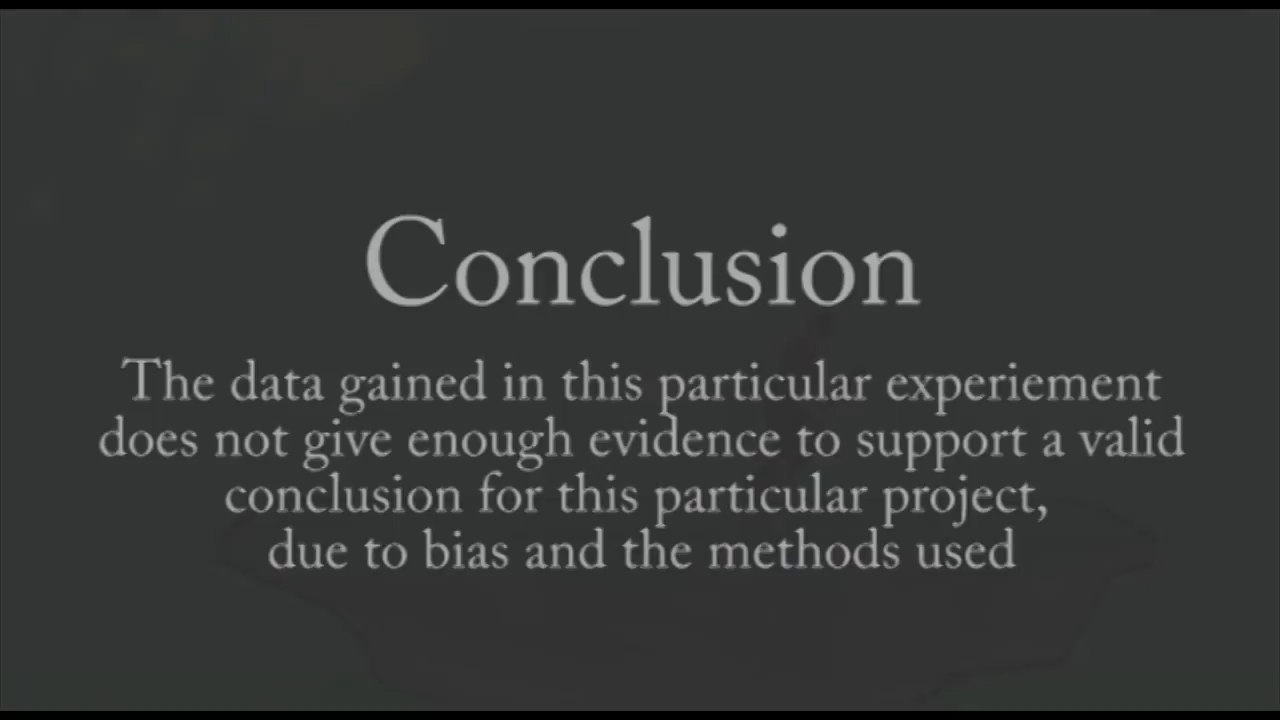 Conclusion
The data gained in this particular experiement
does not give enough evidence to support a valid
conclusion for this particular project,
due to bias and the methods used